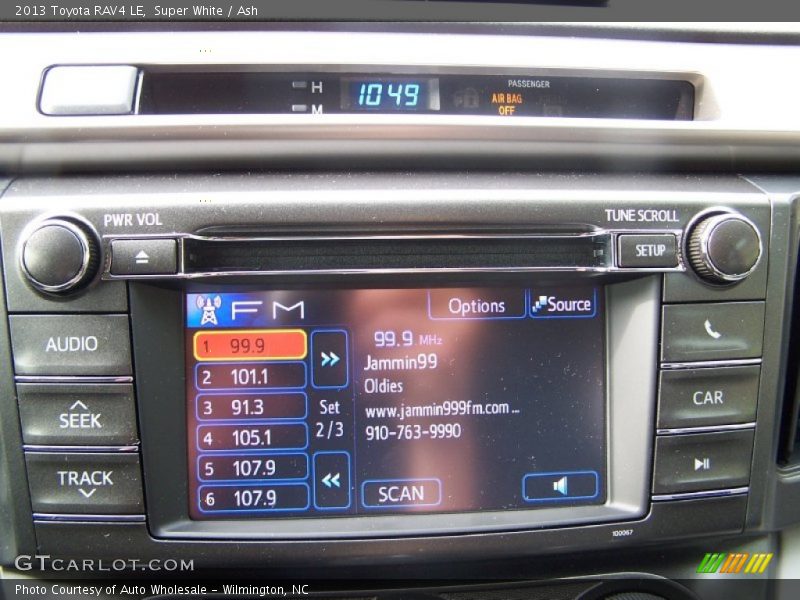 2013 Toyota RAV4 LE, Super White / Ash
H
M
1049
PASSENGER
AIR BAG
OFF
PWR VOL
TUNE SCROLL
SETUP
AUDIO
SEEK
TRACK
CAR
FM
Options
Source
1 99.9
2 101.1
3 91.3
4 105.1
5 107.9
6 107.9
Set
2/3
99.9 MHz
Jammin99
Oldies
www.jammin999fm.com...
910-763-9990
SCAN
100067
GTCARLOT.COM
Photo Courtesy of Auto Wholesale - Wilmington, NC